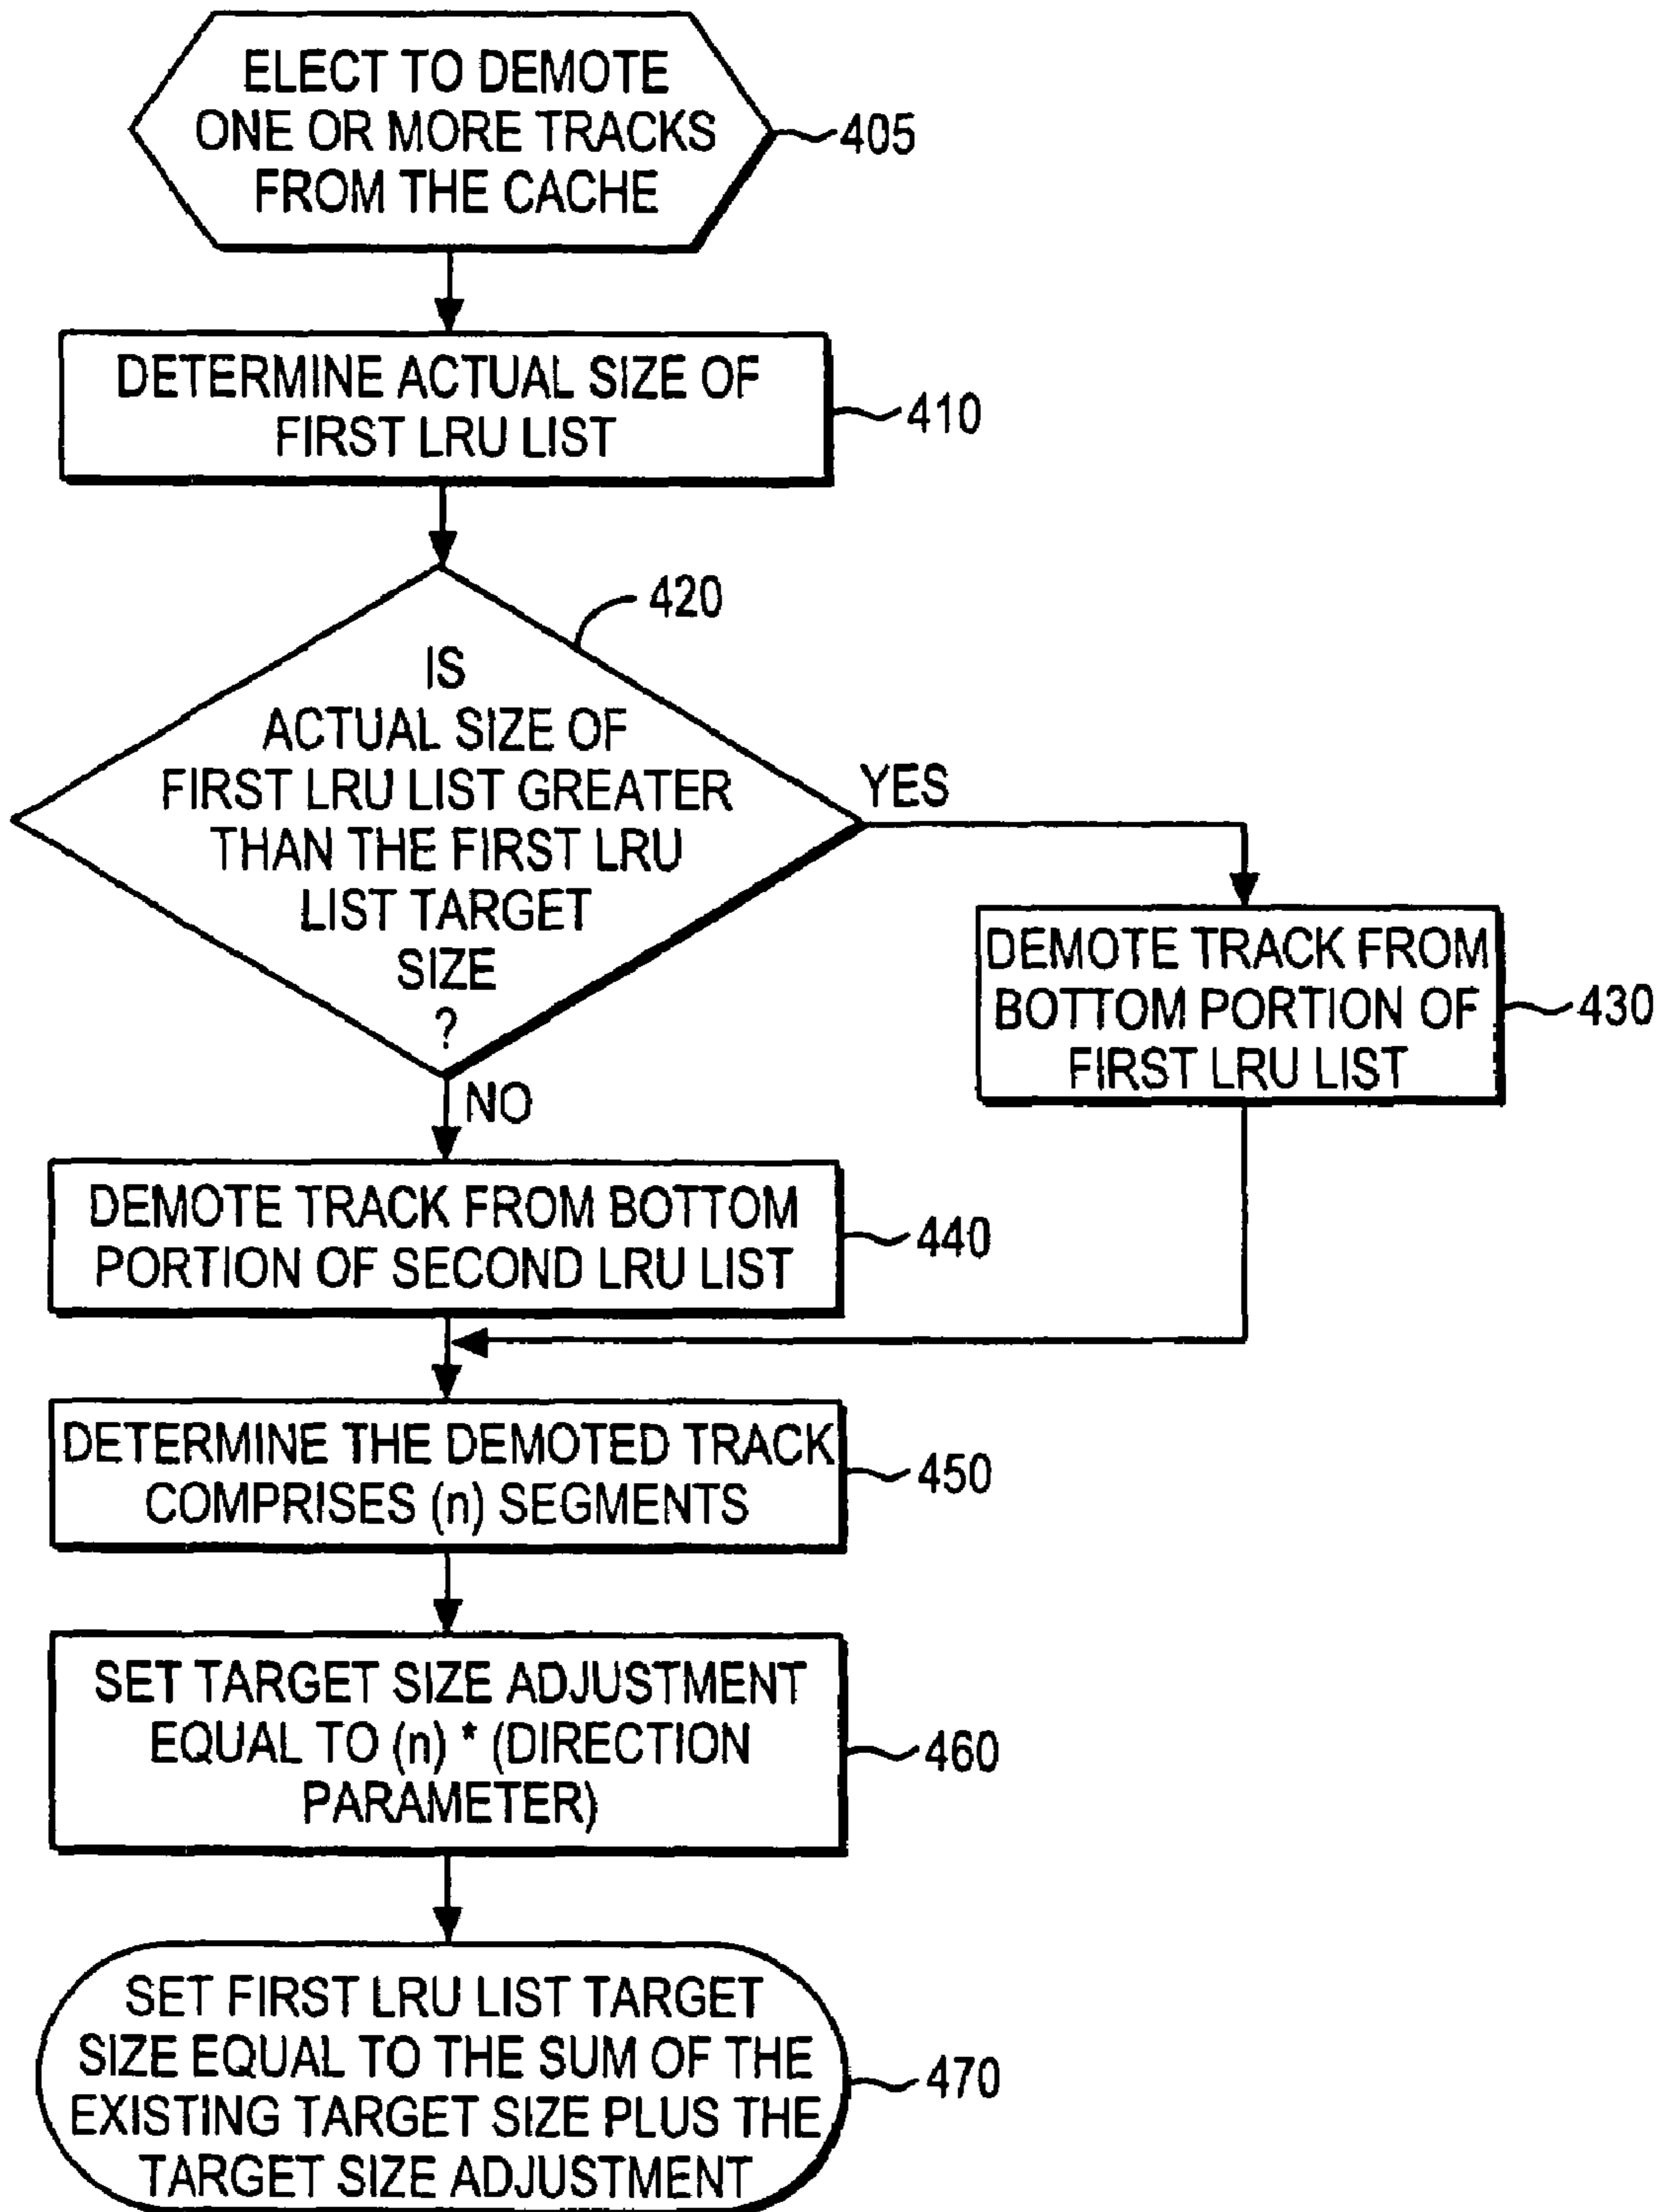 ELECT TO DEMOTE
ONE OR MORE TRACKS
FROM THE CACHE
405
DETERMINE ACTUAL SIZE OF
FIRST LRU LIST
410
420
IS
ACTUAL SIZE OF
FIRST LRU LIST GREATER
THAN THE FIRST LRU
LIST TARGET
SIZE
?
YES
NO
DEMOTE TRACK FROM
BOTTOM PORTION OF
FIRST LRU LIST
430
DEMOTE TRACK FROM BOTTOM
PORTION OF SECOND LRU LIST
440
DETERMINE THE DEMOTED TRACK
COMPRISES (n) SEGMENTS
450
SET TARGET SIZE ADJUSTMENT
EQUAL TO (n) * (DIRECTION
PARAMETER)
460
SET FIRST LRU LIST TARGET
SIZE EQUAL TO THE SUM OF THE
EXISTING TARGET SIZE PLUS THE
TARGET SIZE ADJUSTMENT
470